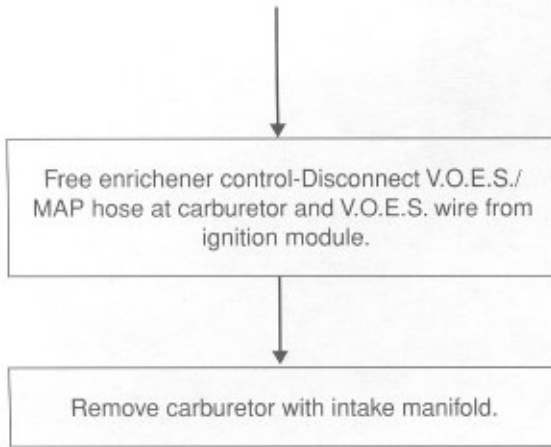 Free enrichener control-Disconnect V.O.E.S./
MAP hose at carburetor and V.O.E.S. wire from
ignition module.
Remove carburetor with intake manifold.